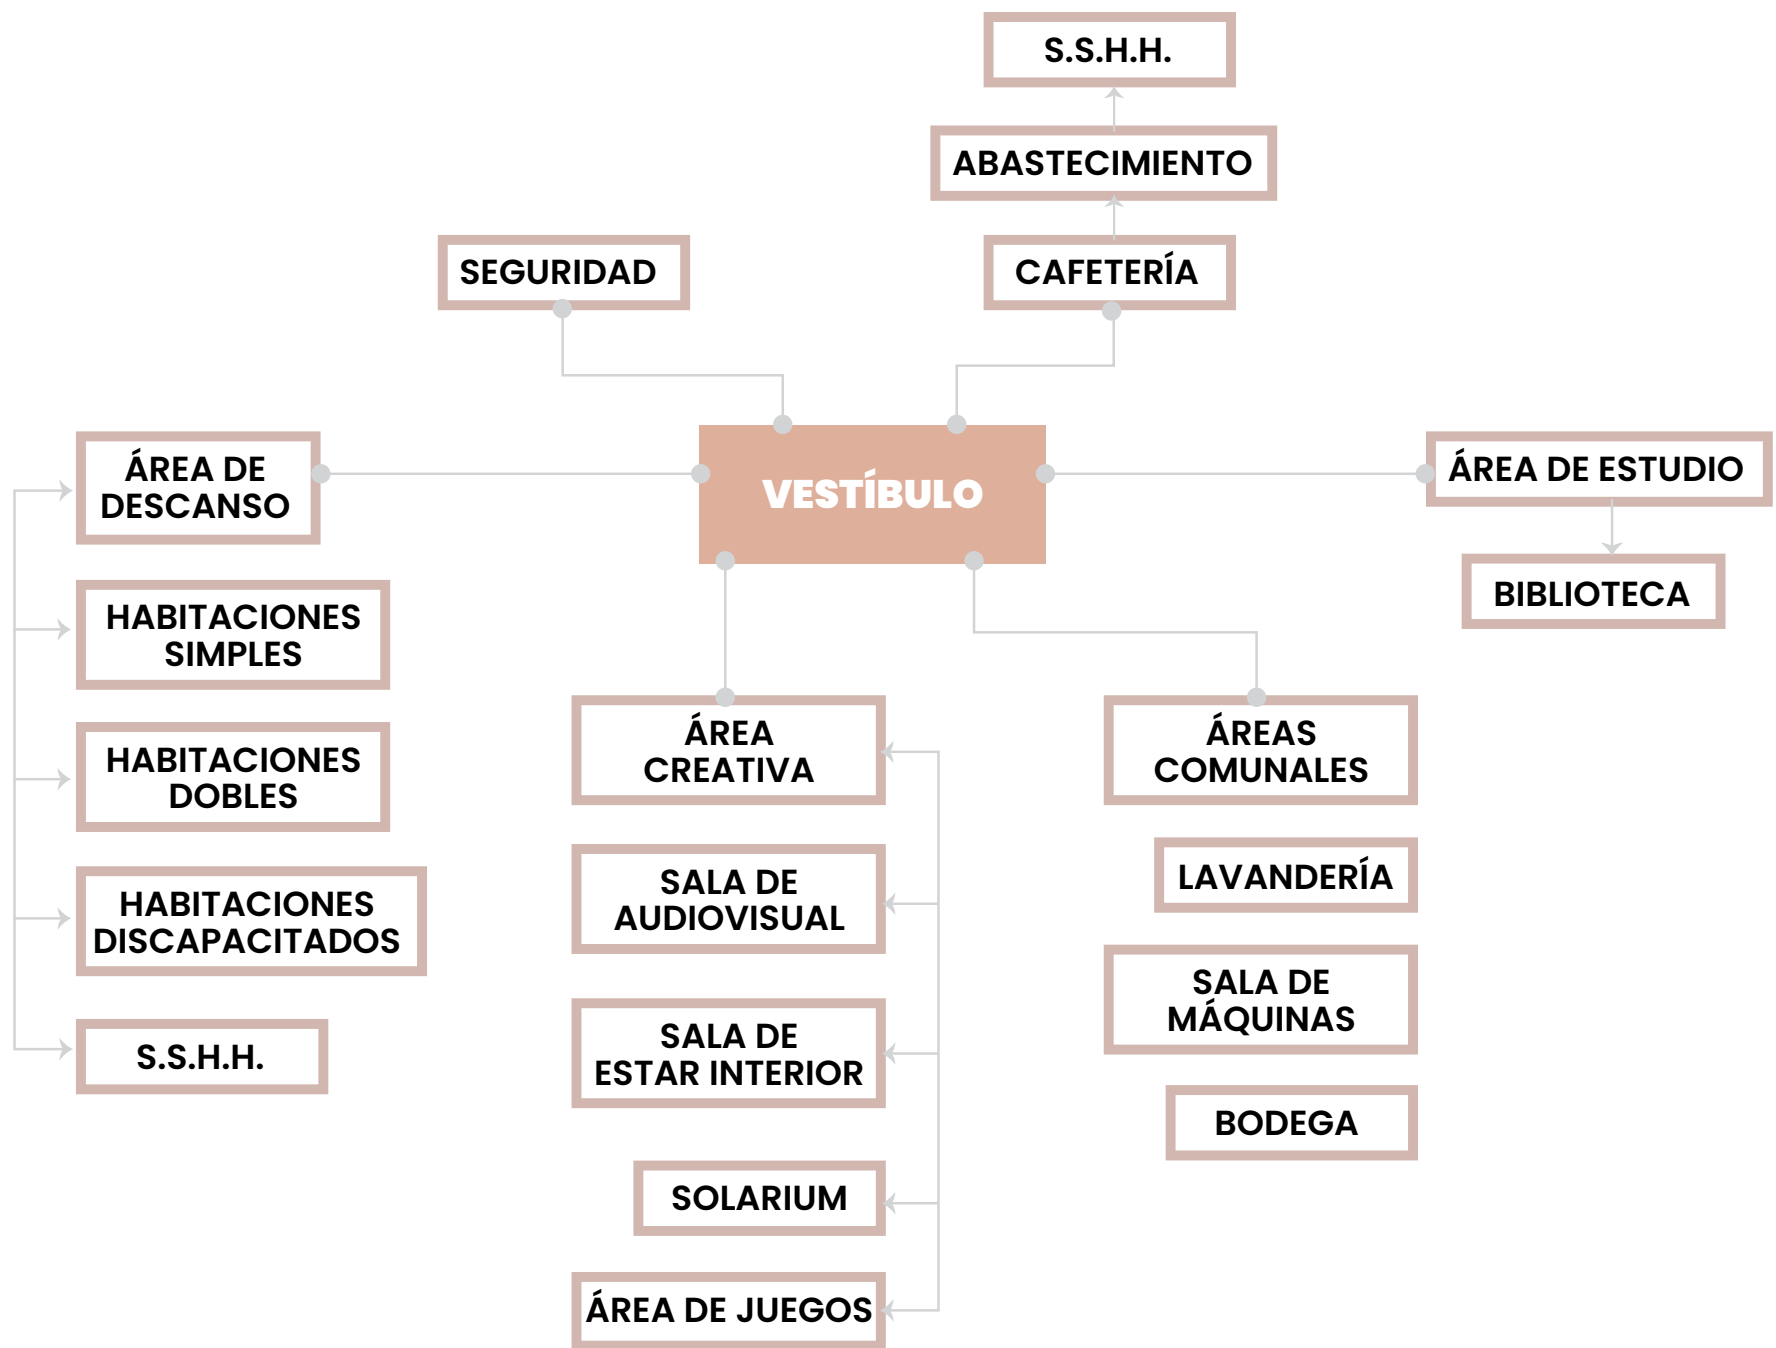 S.S.H.H.
ABASTECIMIENTO
SEGURIDAD
CAFETERÍA
VESTÍBULO
ÁREA DE
DESCANSO
HABITACIONES
SIMPLES
HABITACIONES
DOBLES
HABITACIONES
DISCAPACITADOS
S.S.H.H.
ÁREA
CREATIVA
SALA DE
AUDIOVISUAL
SALA DE
ESTAR INTERIOR
SOLARIUM
ÁREA DE JUEGOS
ÁREAS
COMUNALES
LAVANDERÍA
SALA DE
MÁQUINAS
BODEGA
ÁREA DE ESTUDIO
BIBLIOTECA